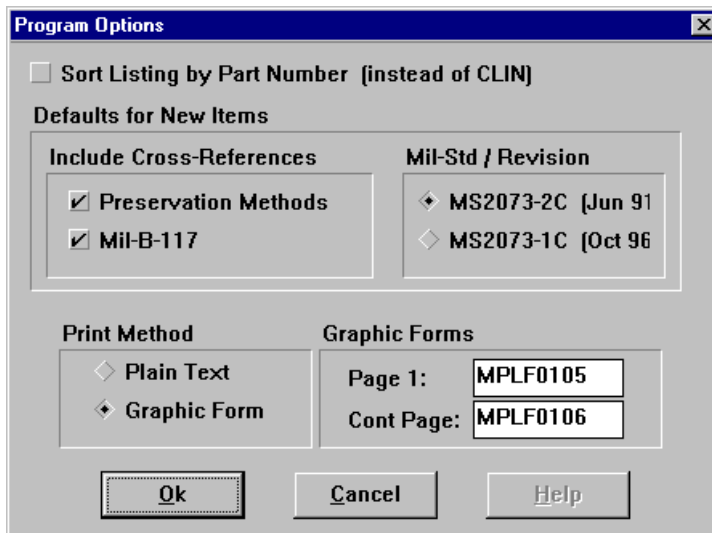 Program Options
Sort Listing by Part Number (instead of CLIN)
Defaults for New Items
Include Cross-References
Preservation Methods
Mil-B-117
Mil-Std / Revision
MS2073-2C (Jun 91
MS2073-1C (Oct 96
Print Method
Plain Text
Graphic Form
Graphic Forms
Page 1: MPLF0105
Cont Page: MPLF0106
Ok Cancel Help